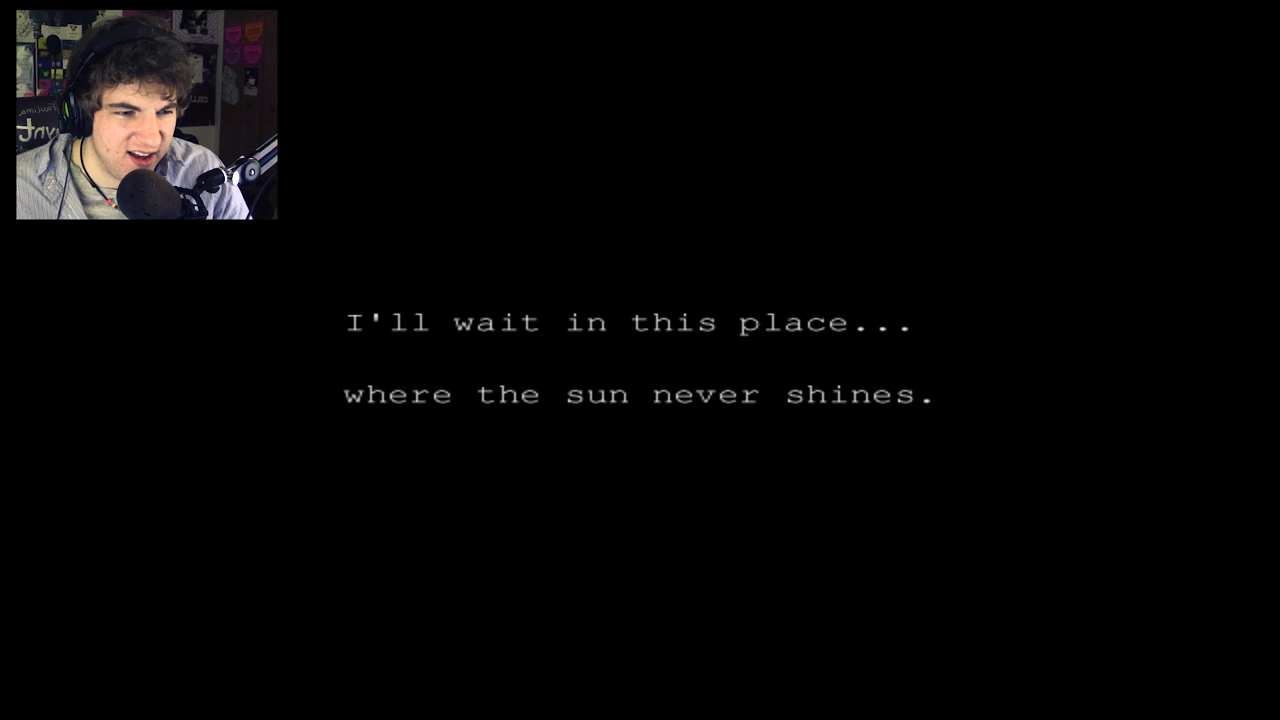 I'll wait in this place...
where the sun never shines.